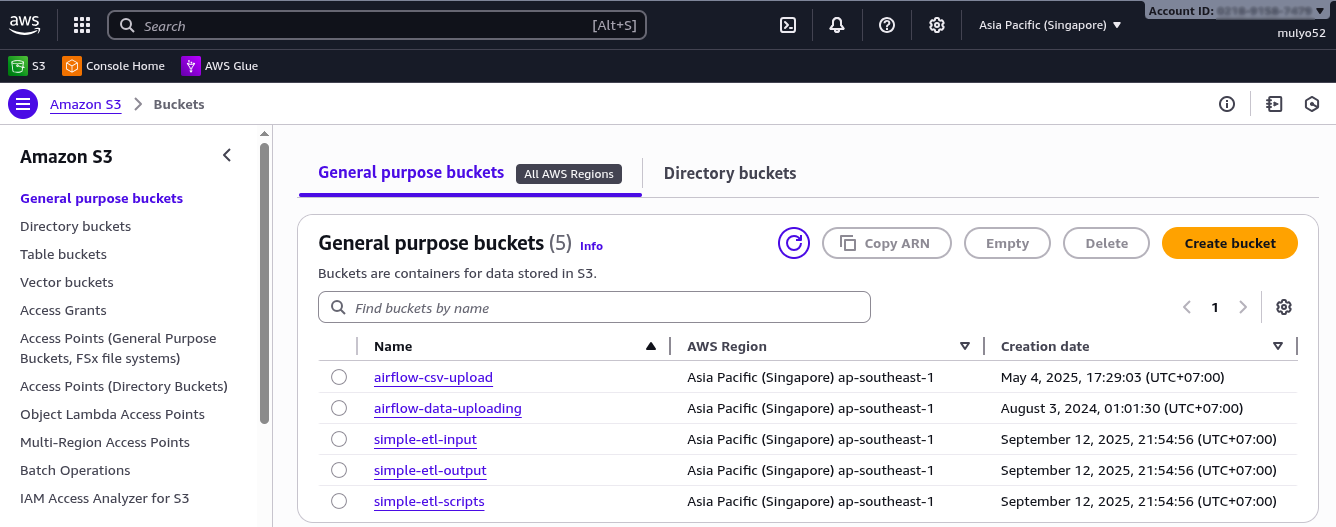 aws
Search
[Alt+S]
Asia Pacific (Singapore)
Account ID:
mulyo52
S3
Console Home
AWS Glue
Amazon S3
Buckets
Amazon S3
General purpose buckets
Directory buckets
Table buckets
Vector buckets
Access Grants
Access Points (General Purpose
Buckets, FSx file systems)
Access Points (Directory Buckets)
Object Lambda Access Points
Multi-Region Access Points
Batch Operations
IAM Access Analyzer for S3
General purpose buckets All AWS Regions
Directory buckets
General purpose buckets (5) Info
Copy ARN
Empty
Delete
Create bucket
Buckets are containers for data stored in S3.
Find buckets by name
1
Name AWS Region Creation date
airflow-csv-upload Asia Pacific (Singapore) ap-southeast-1 May 4, 2025, 17:29:03 (UTC+07:00)
airflow-data-uploading Asia Pacific (Singapore) ap-southeast-1 August 3, 2024, 01:01:30 (UTC+07:00)
simple-etl-input Asia Pacific (Singapore) ap-southeast-1 September 12, 2025, 21:54:56 (UTC+07:00)
simple-etl-output Asia Pacific (Singapore) ap-southeast-1 September 12, 2025, 21:54:56 (UTC+07:00)
simple-etl-scripts Asia Pacific (Singapore) ap-southeast-1 September 12, 2025, 21:54:56 (UTC+07:00)